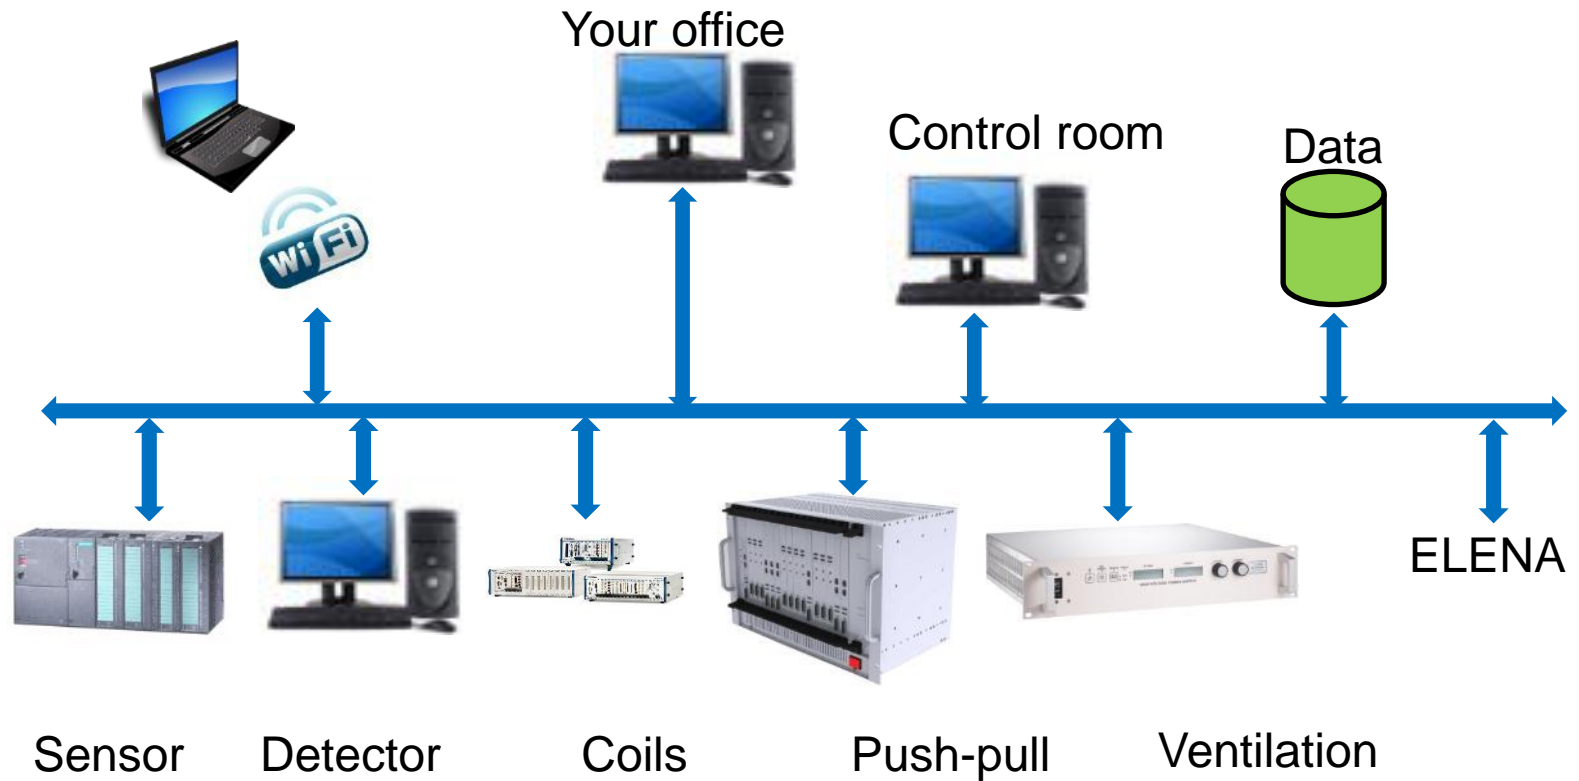 Your office
Control room
Data
WiFi
ELENA
Sensor
Detector
Coils
Push-pull
Ventilation